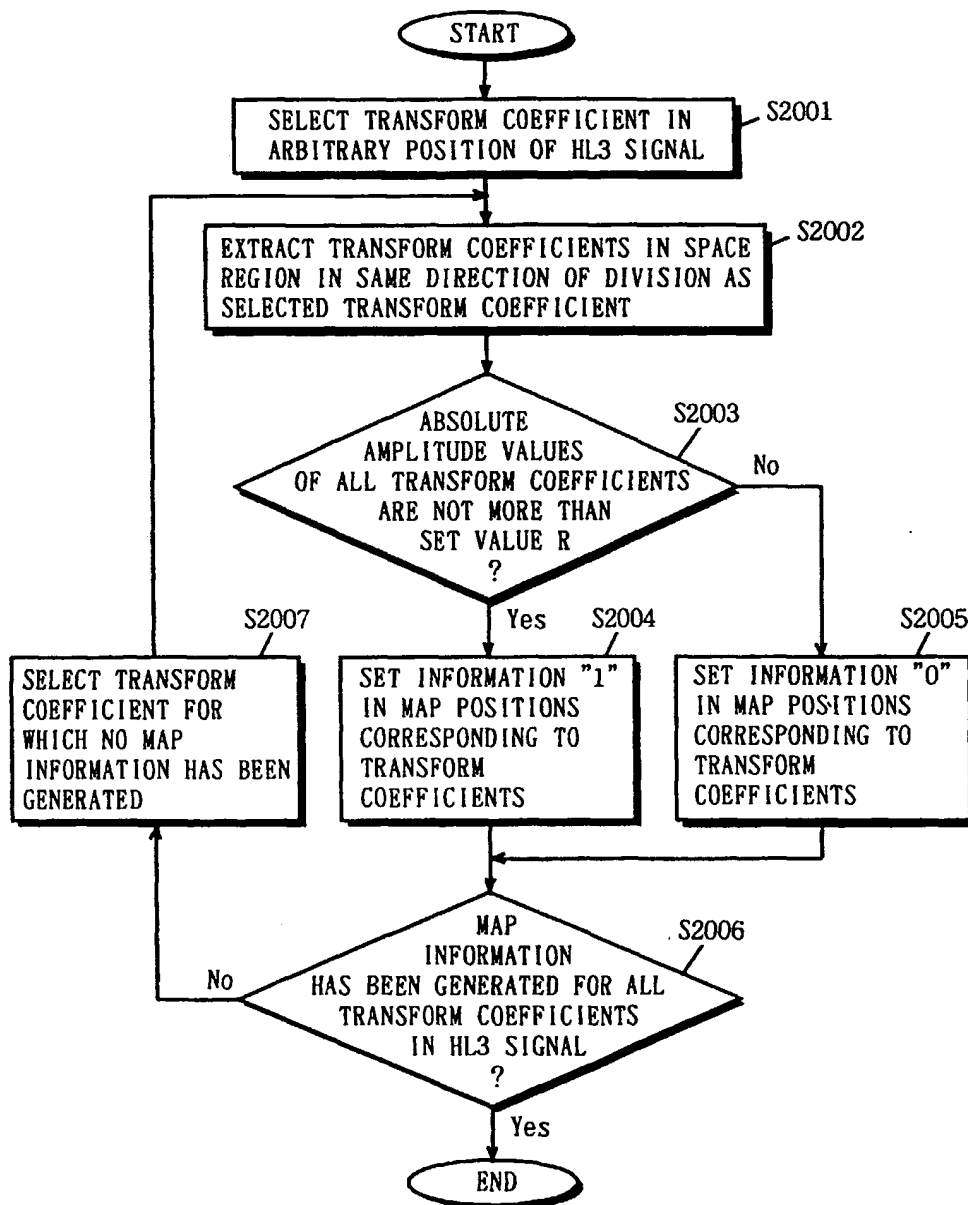 START
SELECT TRANSFORM COEFFICIENT IN
ARBITRARY POSITION OF HL3 SIGNAL
S2001
EXTRACT TRANSFORM COEFFICIENTS IN SPACE
REGION IN SAME DIRECTION OF DIVISION AS
SELECTED TRANSFORM COEFFICIENT
S2002
ABSOLUTE
AMPLITUDE VALUES
OF ALL TRANSFORM COEFFICIENTS
ARE NOT MORE THAN
SET VALUE R
?
S2003
No
Yes
S2007
SELECT TRANSFORM
COEFFICIENT FOR
WHICH NO MAP
INFORMATION HAS BEEN
GENERATED
S2004
SET INFORMATION "1"
IN MAP POSITIONS
CORRESPONDING TO
TRANSFORM
COEFFICIENTS
S2005
SET INFORMATION "0"
IN MAP POSITIONS
CORRESPONDING TO
TRANSFORM
COEFFICIENTS
MAP
INFORMATION
HAS BEEN GENERATED FOR ALL
TRANSFORM COEFFICIENTS
IN HL3 SIGNAL
?
S2006
No
Yes
END